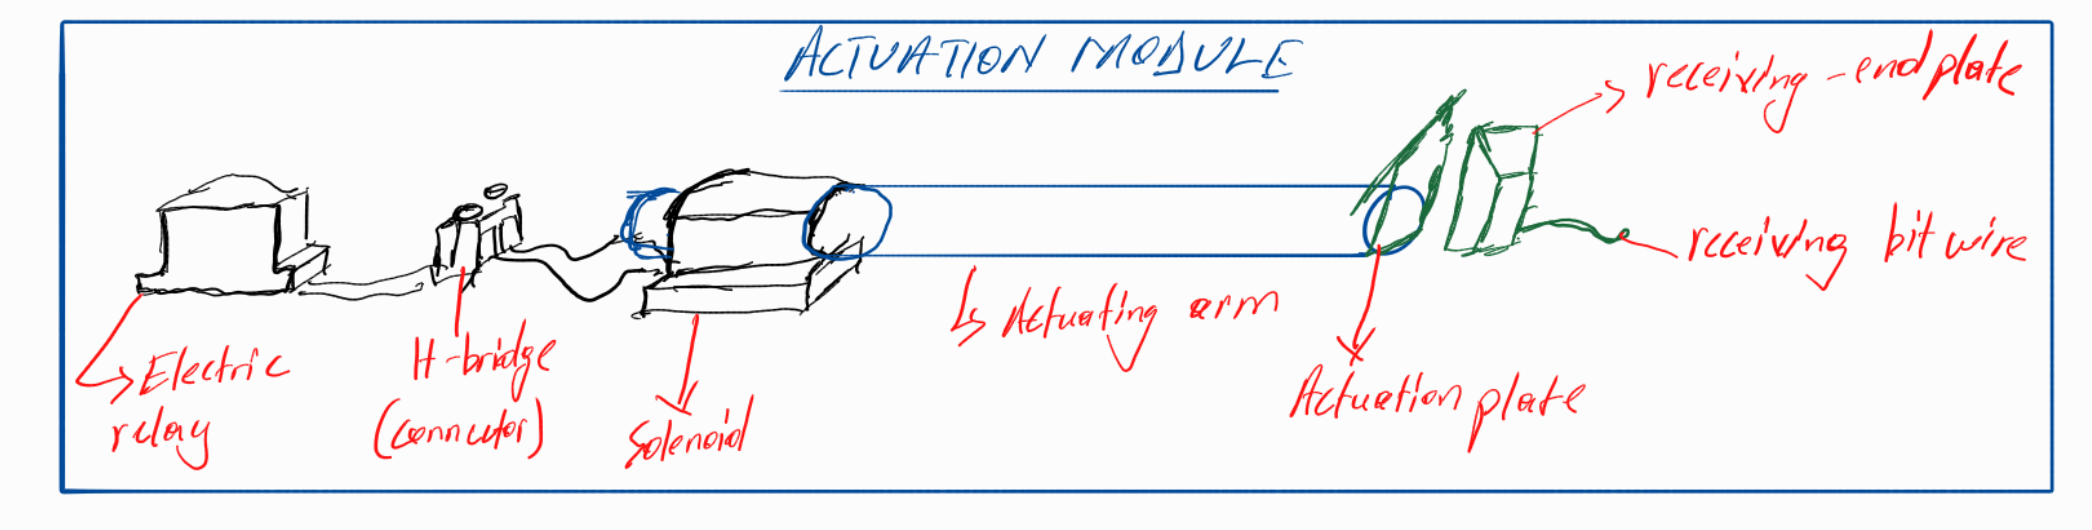 ACTUATION MODULE
receiving-end plate
receiving bit wire
Actuating arm
Electric
relay
H-bridge
(connector)
Solenoid
Actuation plate